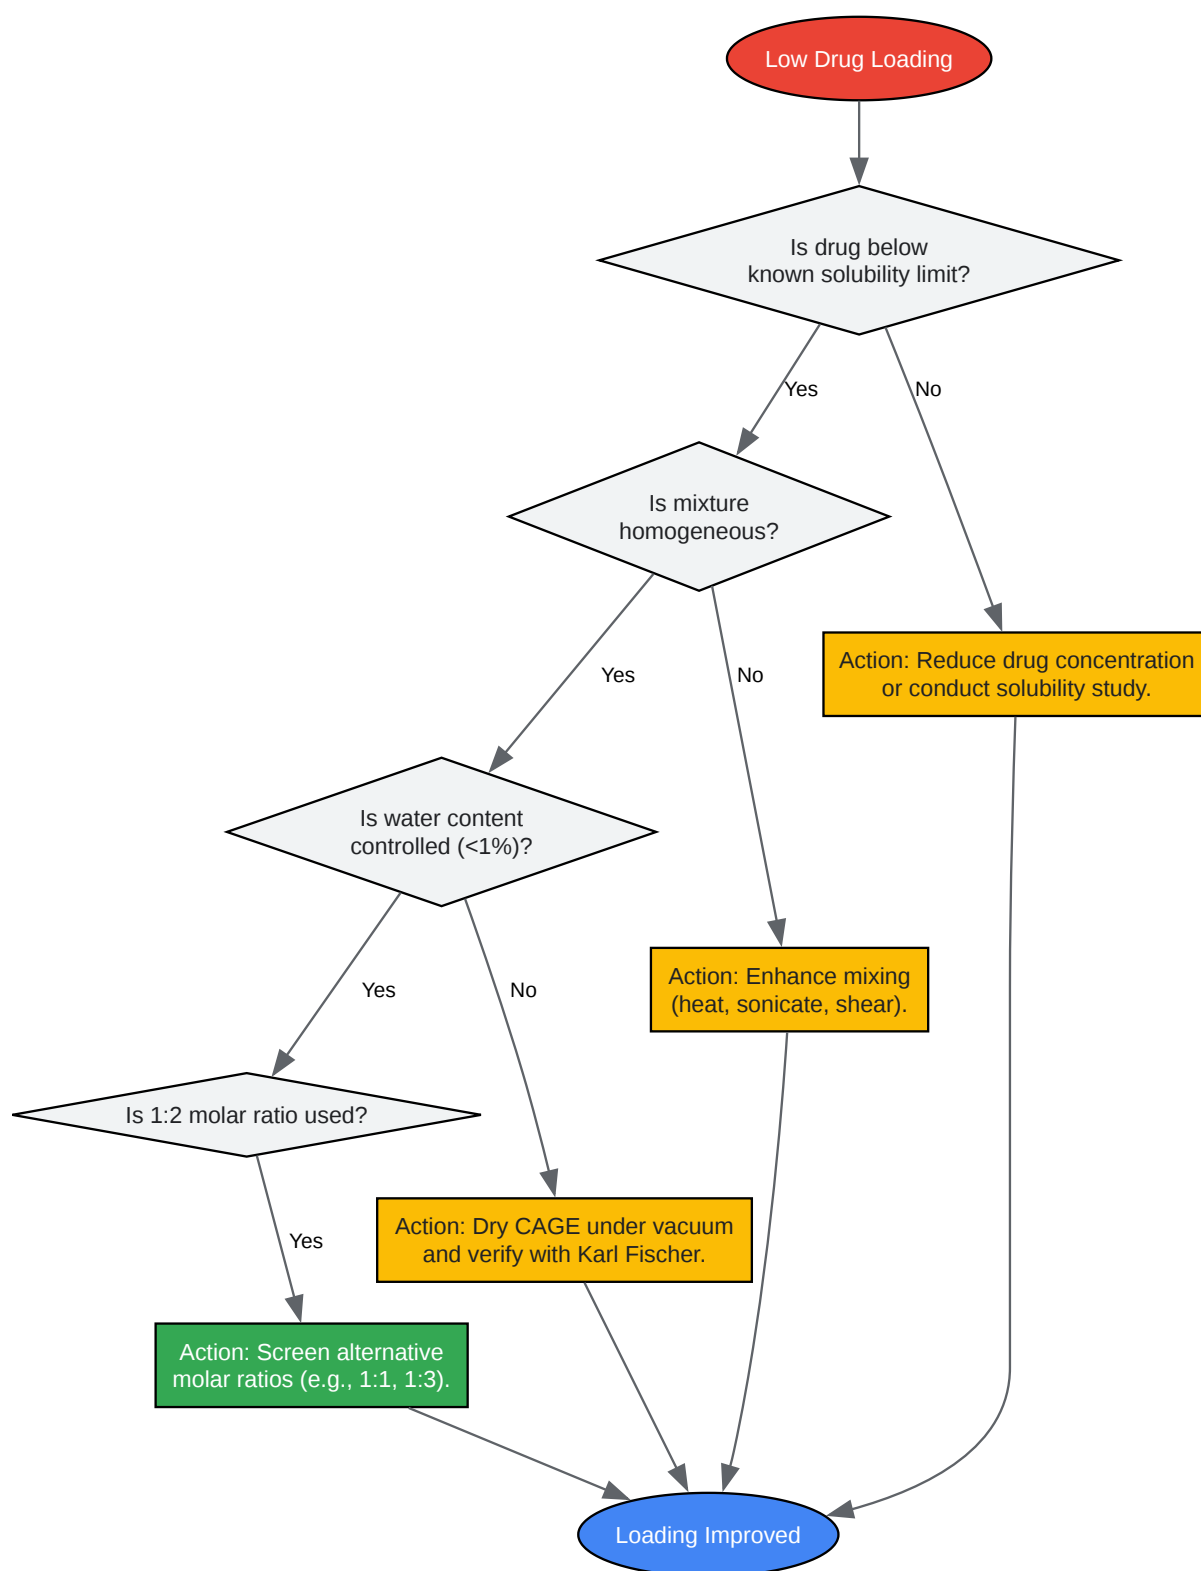 Low Drug Loading
Is drug below
known solubility limit?
Yes
No
Is mixture
homogeneous?
Action: Reduce drug concentration
or conduct solubility study.
Yes
No
Is water content
controlled (<1%)?
Action: Enhance mixing
(heat, sonicate, shear).
Yes
No
Is 1:2 molar ratio used?
Action: Dry CAGE under vacuum
and verify with Karl Fischer.
Yes
Action: Screen alternative
molar ratios (e.g., 1:1, 1:3).
Loading Improved